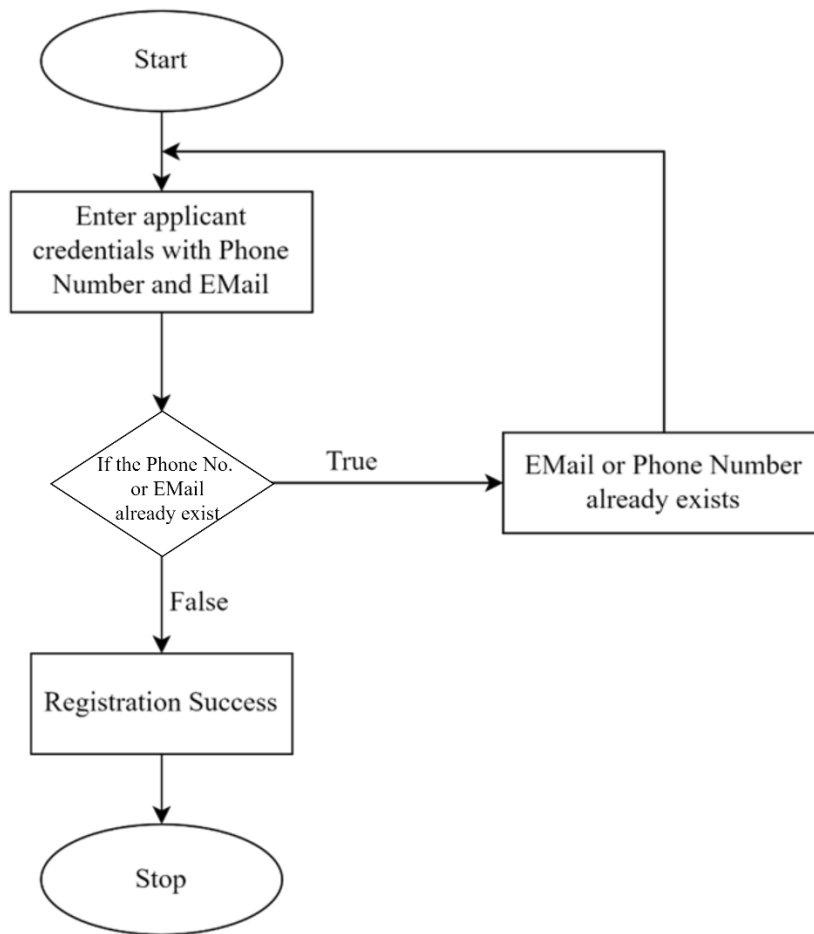 Start
Enter applicant
credentials with Phone
Number and EMail
If the Phone No.
or EMail
already exist
True
EMail or Phone Number
already exists
False
Registration Success
Stop